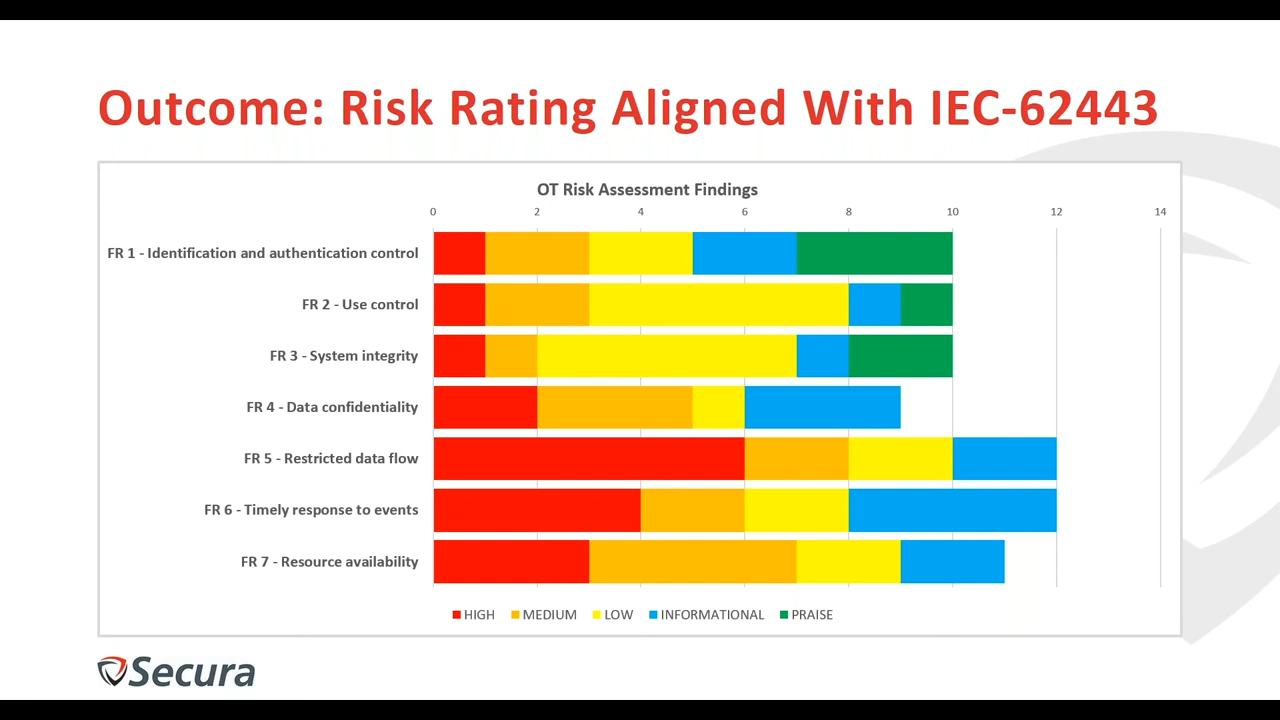 Outcome: Risk Rating Aligned With IEC-62443
OT Risk Assessment Findings
0 2 4 6 8 10 12 14
FR 1 - Identification and authentication control
FR 2 - Use control
FR 3 - System integrity
FR 4 - Data confidentiality
FR 5 - Restricted data flow
FR 6 - Timely response to events
FR 7 - Resource availability
HIGH MEDIUM LOW INFORMATIONAL PRAISE
Secura